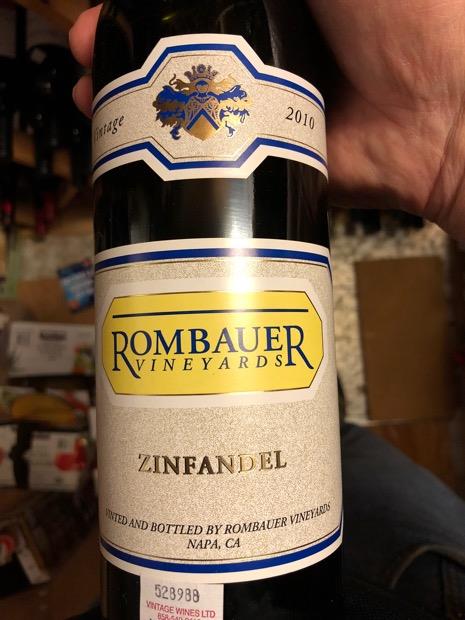 Vintage 2010
ROMBAUER
VINEYARDS
ZINFANDEL
VINTED AND BOTTLED BY ROMBAUER VINEYARDS
NAPA, CA
528988
VINTAGE WINES LTD